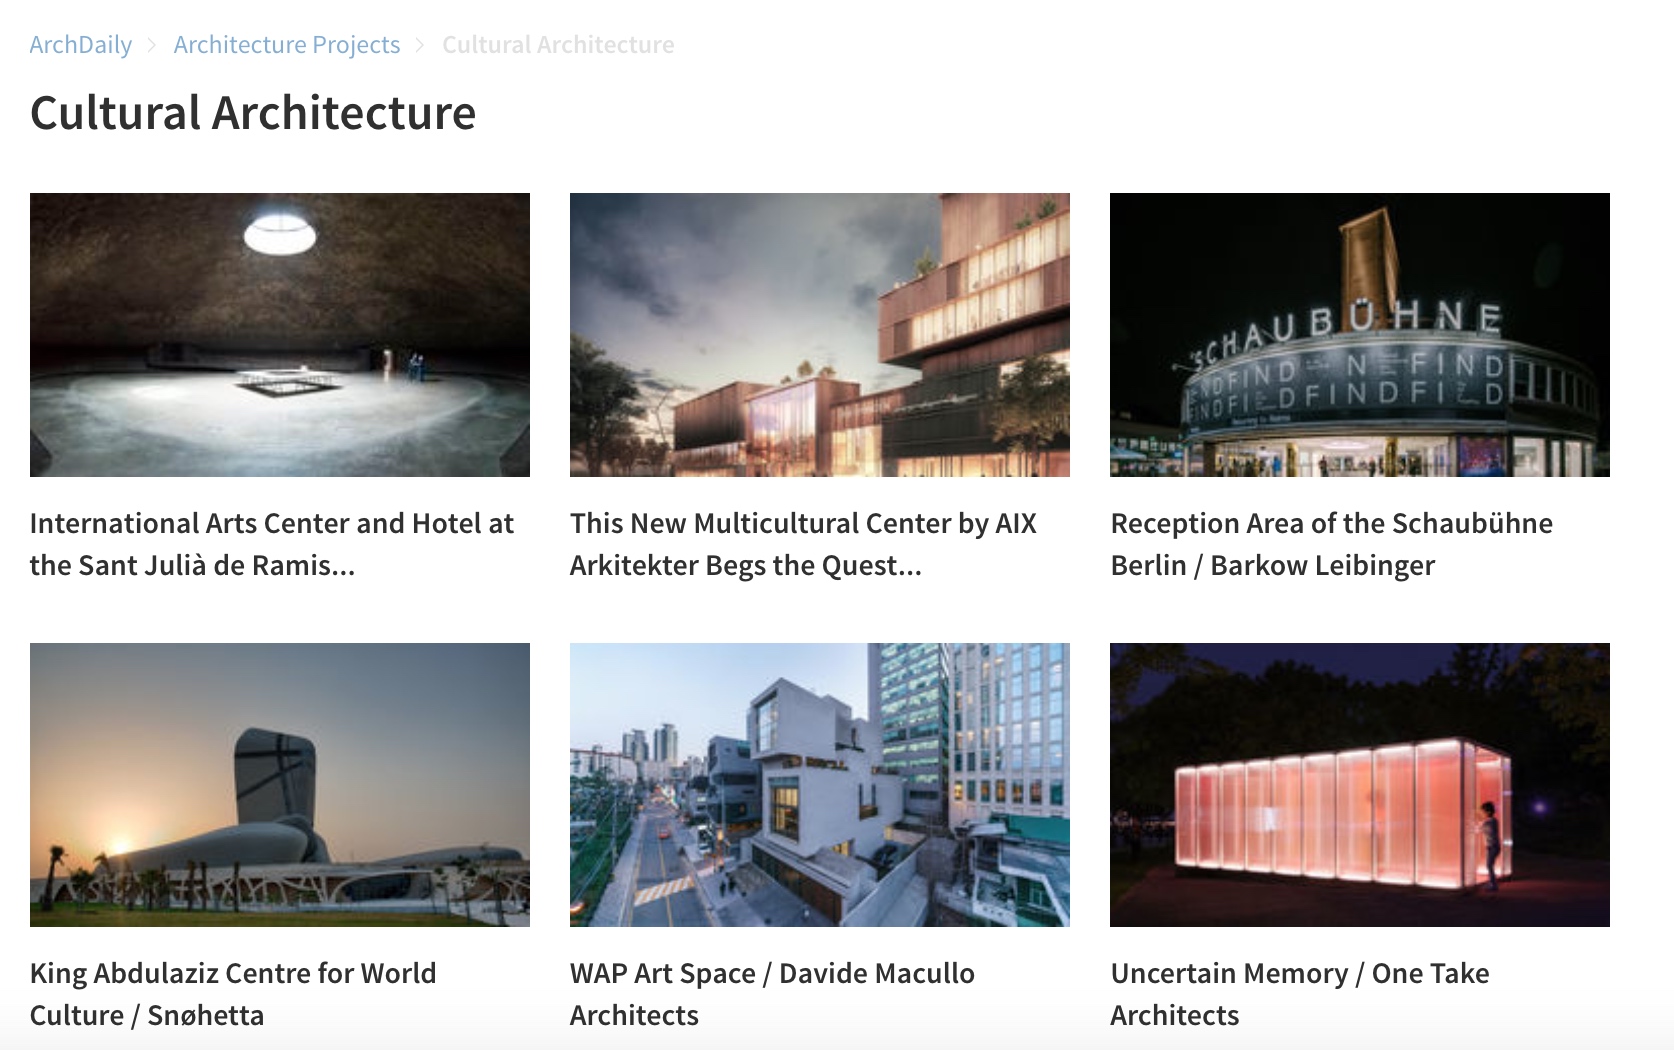 ArchDaily > Architecture Projects > Cultural Architecture
Cultural Architecture
International Arts Center and Hotel at
the Sant Julià de Ramis...
This New Multicultural Center by AIX
Arkitekter Begs the Quest...
SCHAUBÜHNE
Reception Area of the Schaubühne
Berlin / Barkow Leibinger
King Abdulaziz Centre for World
Culture / Snøhetta
WAP Art Space / Davide Macullo
Architects
Uncertain Memory / One Take
Architects